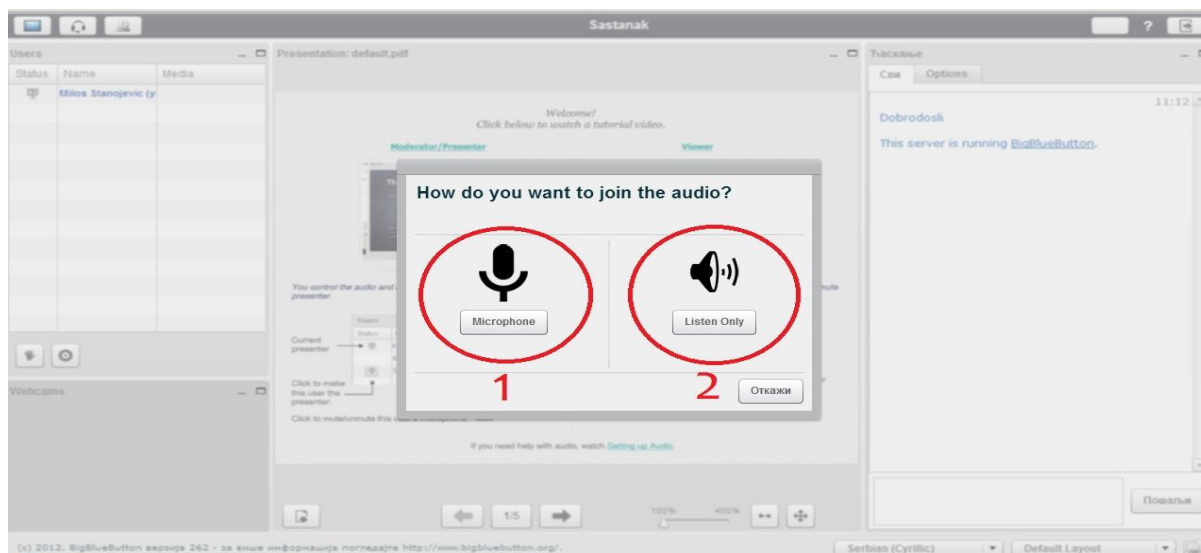 Sastanak
?
Users
Status Name Media
Milos Stanojevic (y
Webcams
Presentation: default.pdf
Welcome!
Click below to watch a tutorial video.
Moderator/Presenter Viewer
You control the audio and
presenter.
Current
presenter
Click to make
this user the
presenter.
Click to mute/unmute this
If you need help with audio, watch Setting up Audio.
1/5
100% 400%
How do you want to join the audio?
Microphone
Listen Only
1
2
Откажи
Ћаскање
Сви Options
11:12
Dobrodosli
This server is running BigBlueButton.
Пошаљи
(c) 2012. BigBlueButton верзије 262 - за више информација погледајте http://www.bigbluebutton.org/.
Serbian (Cyrillic) Default Layout